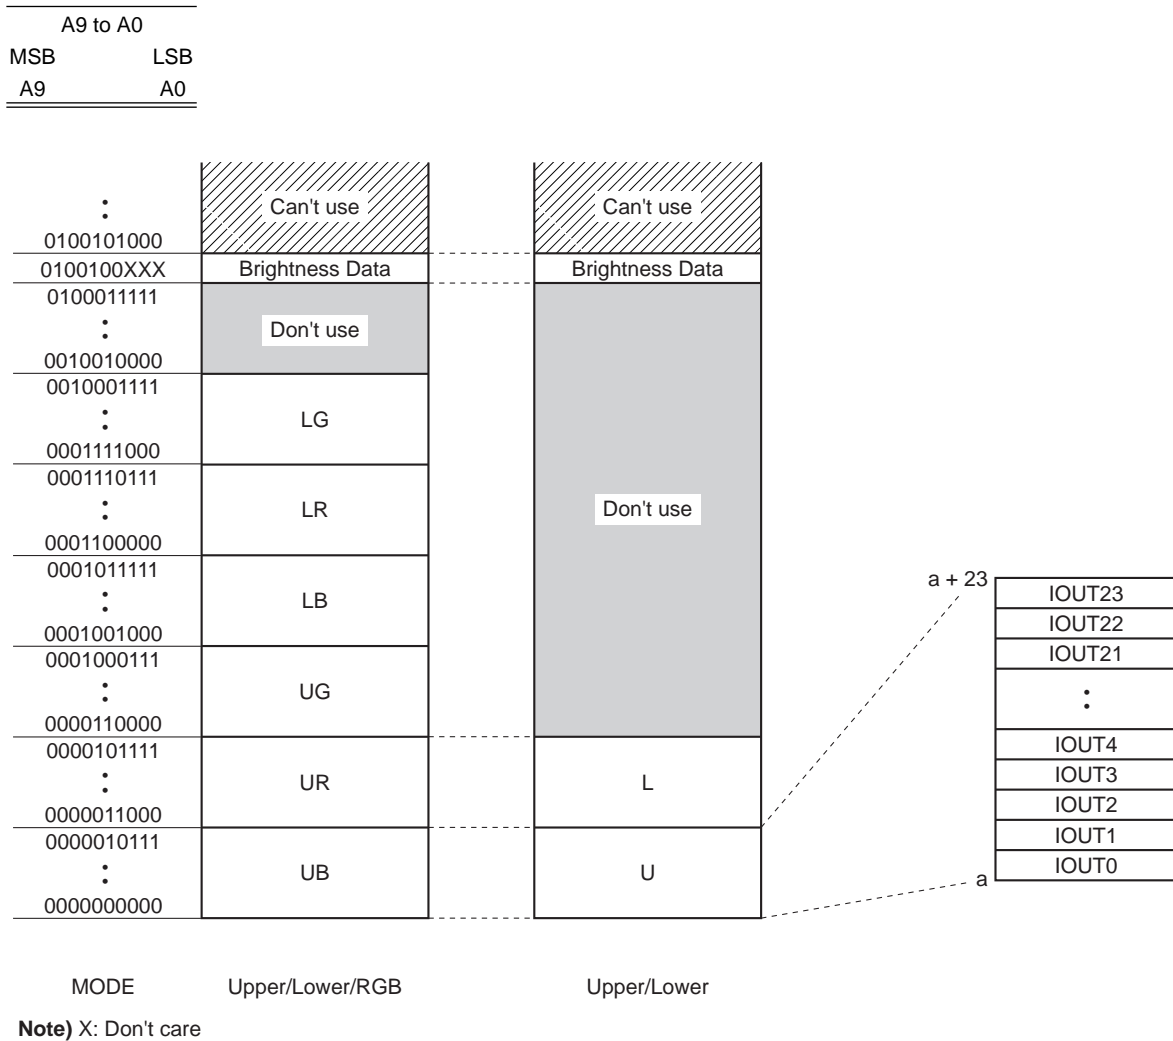 A9 to A0
MSB LSB
A9 A0
Can't use Can't use
0100101000
0100100XXX Brightness Data Brightness Data
0100011111
Don't use
0010010000
0010001111
LG
0001111000
0001110111
LR Don't use
0001100000
0001011111
a + 23 IOUT23
LB
IOUT22
0001001000
0001000111
IOUT21
UG
0000110000
0000101111
IOUT4
UR L IOUT3
IOUT2
0000011000
0000010111
IOUT1
UB U IOUT0
a
0000000000
MODE Upper/Lower/RGB Upper/Lower
Note) X: Don't care